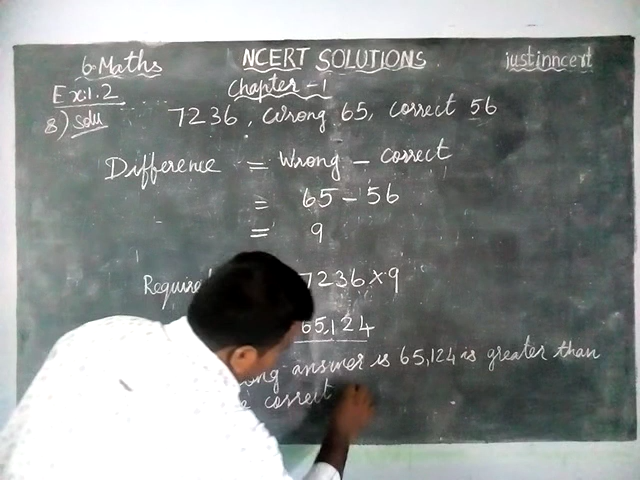 6. Maths NCERT SOLUTIONS justinncert
Ex:1.2 Chapter-1
8) Solu 7236, Wrong 65, correct 56
Difference = Wrong - correct
= 65 - 56
= 9
7236 x 9
65,124
answer is 65,124 is greater than
correct